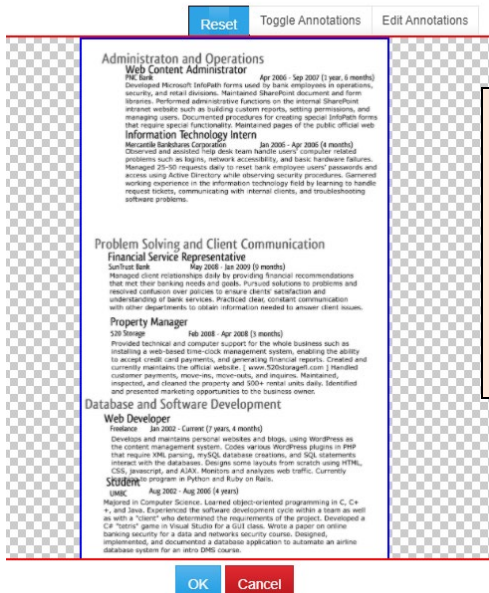 Reset Toggle Annotations Edit Annotations
Administraton and Operations
Web Content Administrator
PNC Bank Apr 2006 - Sep 2007 (1 year, 6 months)
Developed Microsoft InfoPath forms used by bank employees in operations,
security, and retail divisions. Maintained SharePoint document and form
libraries. Performed administrative functions on the internal SharePoint
intranet website such as building custom reports, setting permissions, and
managing users. Documented procedures for creating special InfoPath forms
that require special functionality. Maintained pages of the public official web
Information Technology Intern
Mercantile Bankshares Corporation Jan 2006 - Apr 2006 (4 months)
Observed and assisted help desk team handle users' computer related
problems such as logins, network accessibility, and basic hardware failures.
Managed 25-50 requests daily to reset bank employee users' passwords and
access using Active Directory while observing security procedures. Garnered
working experience in the information technology field by learning to handle
request tickets, communicating with internal clients, and troubleshooting
software problems.
Problem Solving and Client Communication
Financial Service Representative
SunTrust Bank May 2008 - Jan 2009 (9 months)
Managed client relationships daily by providing financial recommendations
that met their banking needs and goals. Pursued solutions to problems and
resolved confusion over policies to ensure clients' satisfaction and
understanding of bank services. Practiced clear, constant communication
with other departments to obtain information needed to answer client issues.
Property Manager
520 Storage Feb 2008 - Apr 2008 (3 months)
Provided technical and computer support for the whole business such as
installing a web-based time-clock management system, enabling the ability
to accept credit card payments, and generating financial reports. Created and
currently maintains the official website. [ www.520storagefl.com ] Handled
customer payments, move-ins, move-outs, and inquires. Maintained,
inspected, and cleaned the property and 500+ rental units daily. Identified
and presented marketing opportunities to the business owner.
Database and Software Development
Web Developer
Freelance Jan 2002 - Current (7 years, 4 months)
Develops and maintains personal websites and blogs, using WordPress as
the content management system. Codes various WordPress plugins in PHP
that require XML parsing, mySQL database creations, and SQL statements
interact with the databases. Designs some layouts from scratch using HTML,
CSS, javascript, and AJAX. Monitors and analyzes web traffic. Currently
to program in Python and Ruby on Rails.
Student
UMBC Aug 2002 - Aug 2006 (4 years)
Majored in Computer Science. Learned object-oriented programming in C, C+
+, and Java. Experienced the software development cycle within a team as well
as with a "client" who determined the requirements of the project. Developed a
C# "tetris" game in Visual Studio for a GUI class. Wrote a paper on online
banking security for a data and networks security course. Designed,
implemented, and documented a database application to automate an airline
database system for an intro DMS course.
OK Cancel